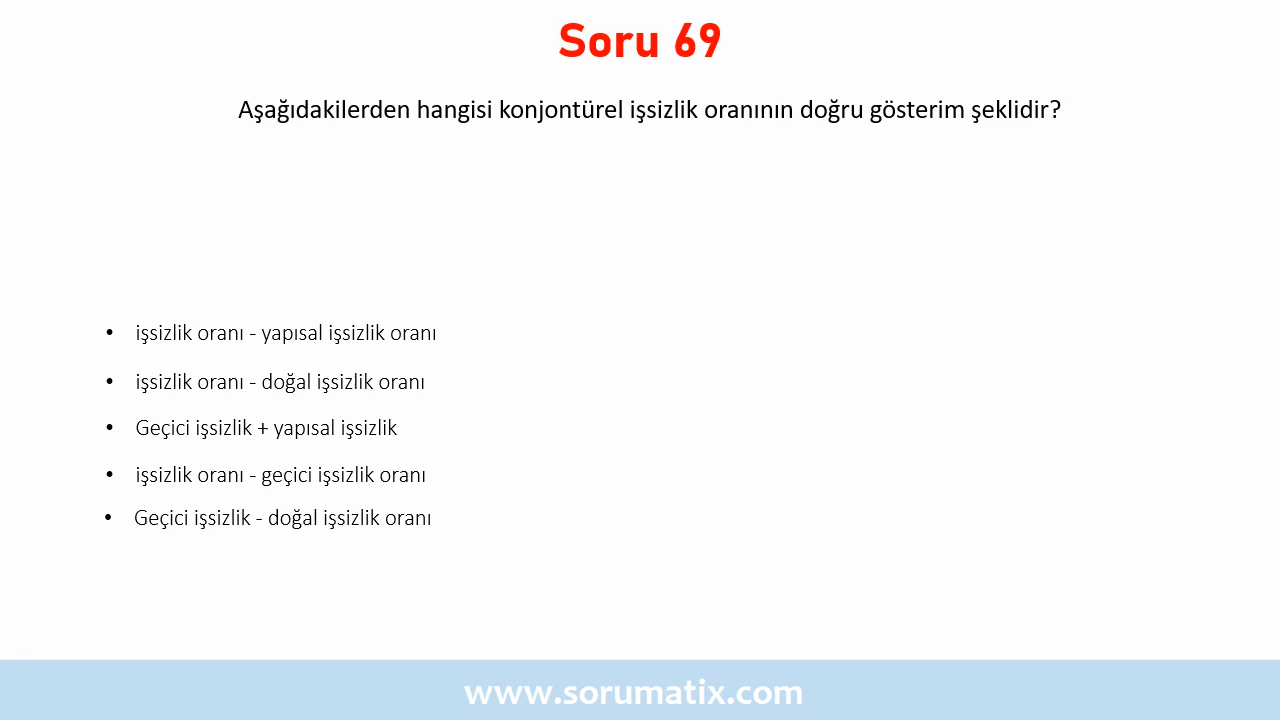 Soru 69
Aşağıdakilerden hangisi konjontürel işsizlik oranının doğru gösterim şeklidir?
• işsizlik oranı - yapısal işsizlik oranı
• işsizlik oranı - doğal işsizlik oranı
• Geçici işsizlik + yapısal işsizlik
• işsizlik oranı - geçici işsizlik oranı
• Geçici işsizlik - doğal işsizlik oranı
www.sorumatix.com